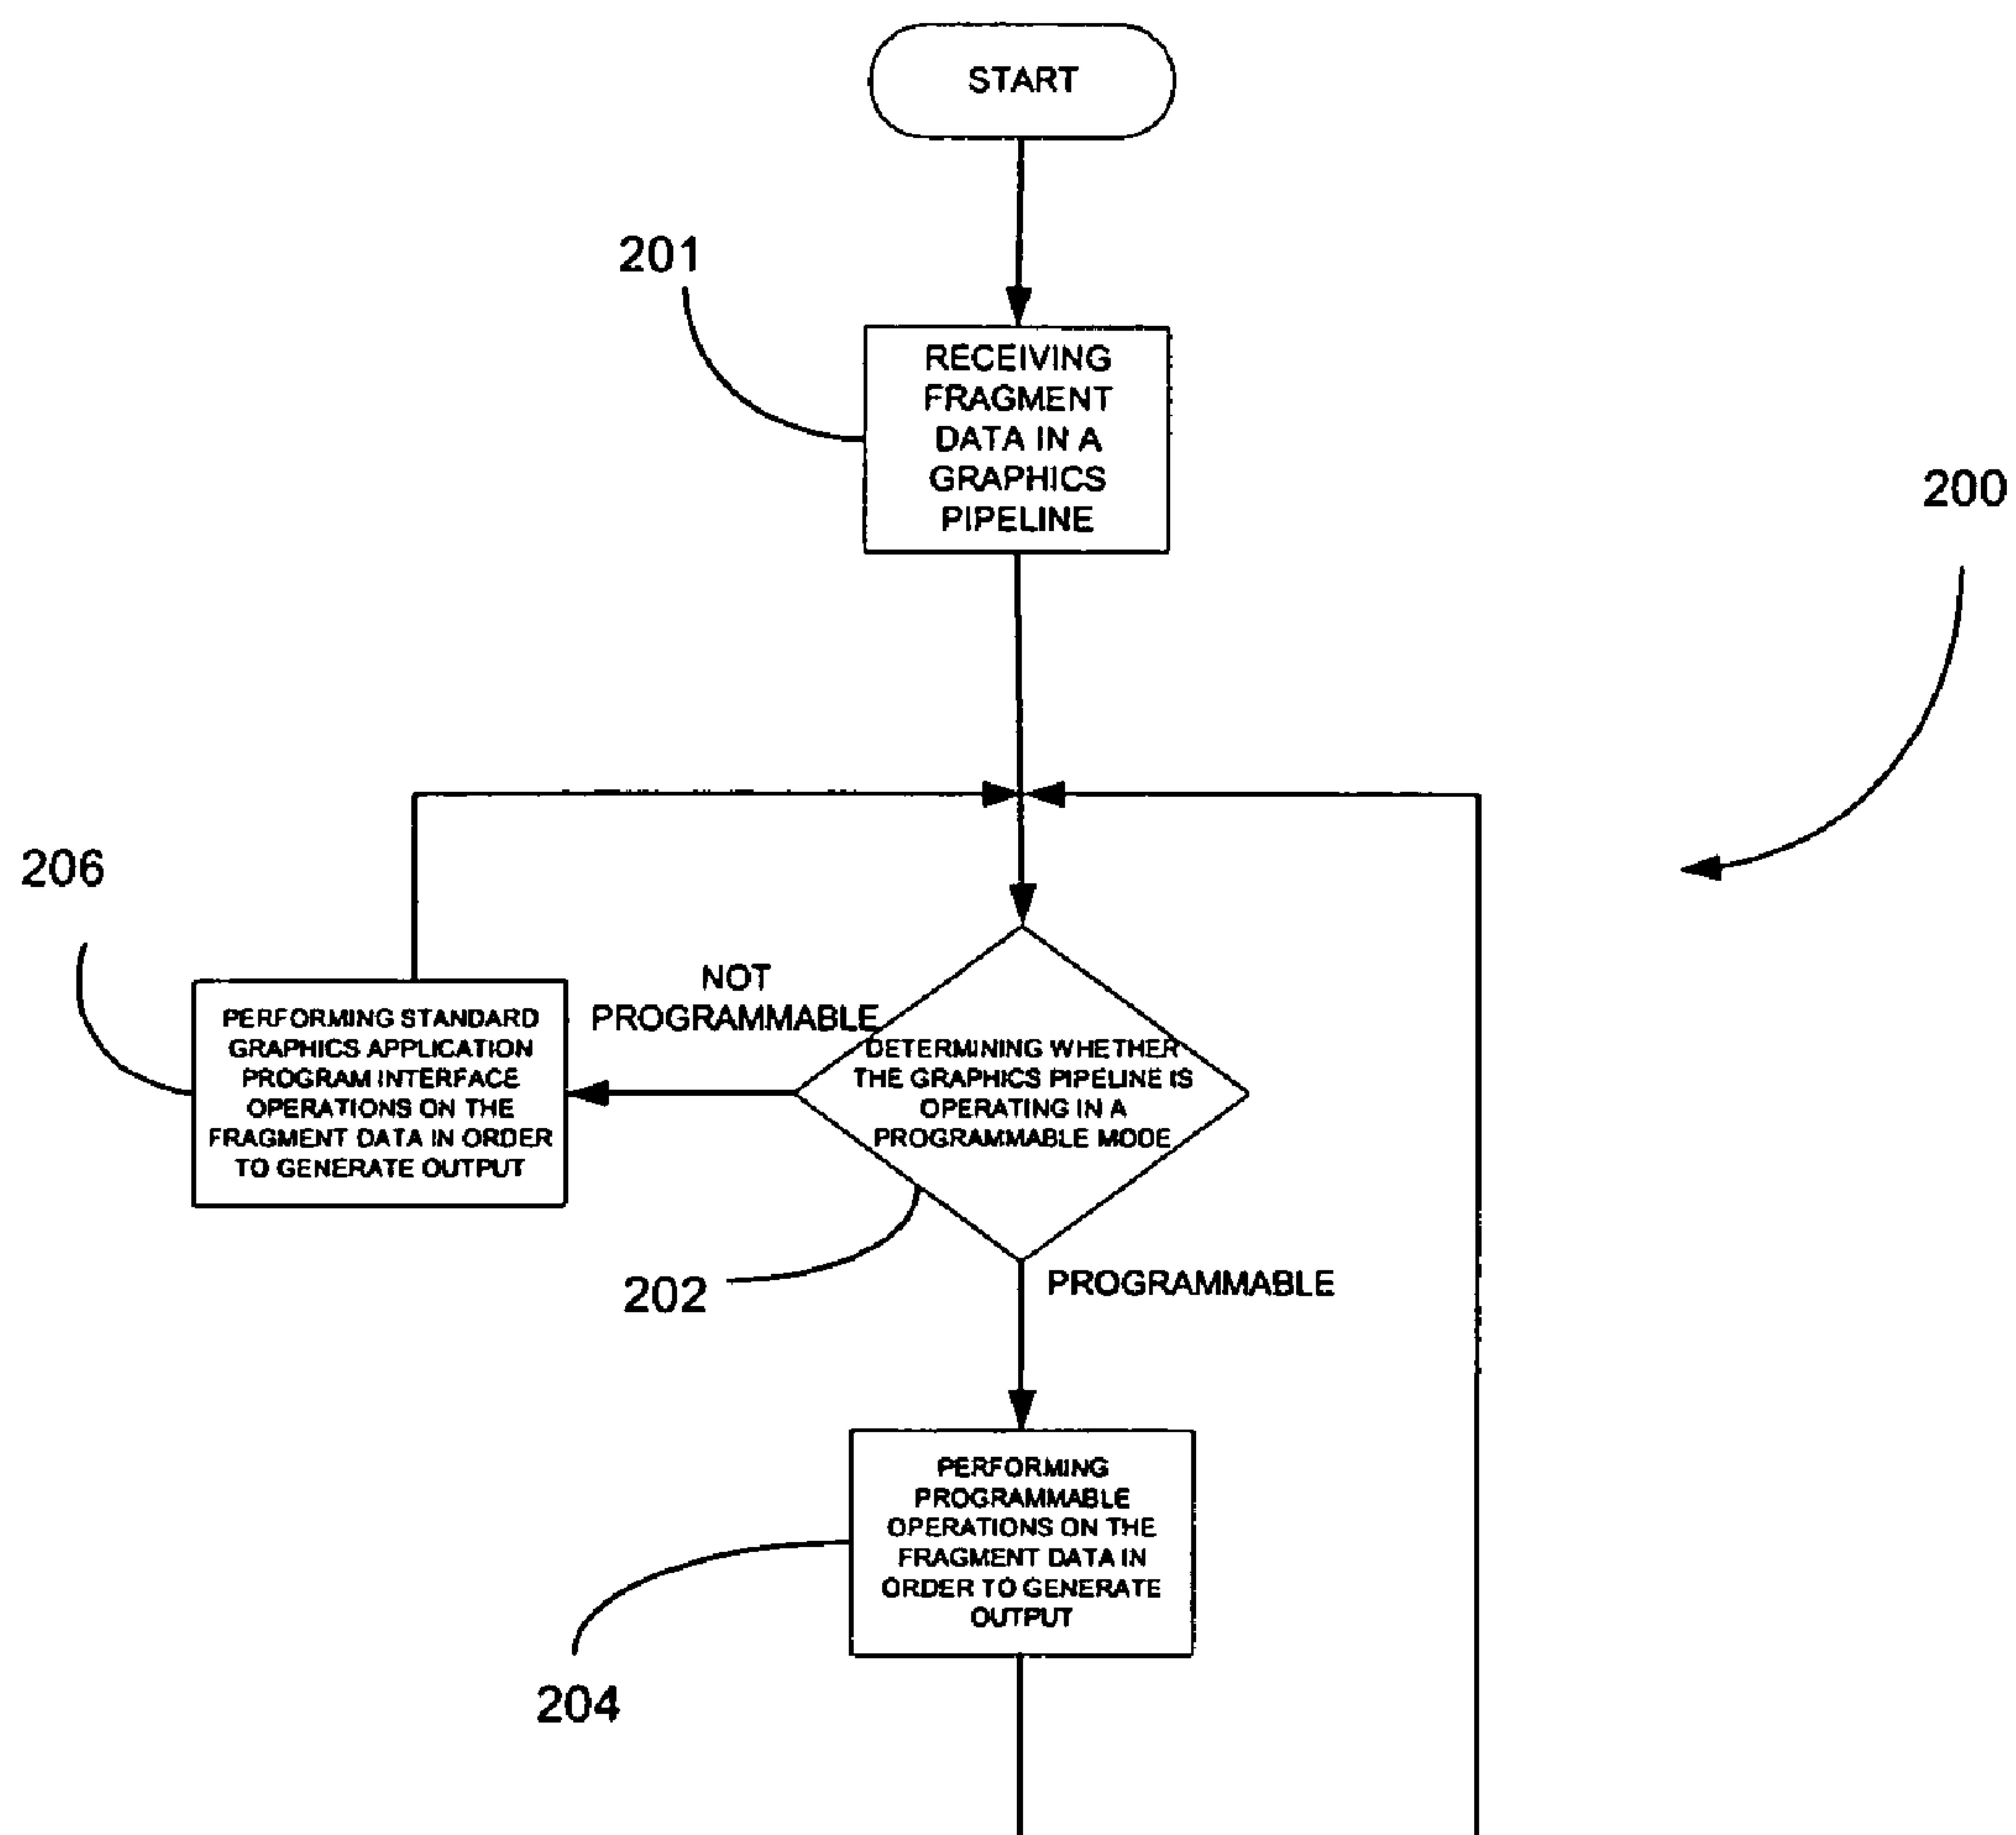 START
201
RECEIVING
FRAGMENT
DATA IN A
GRAPHICS
PIPELINE
200
206
NOT
PROGRAMMABLE
PERFORMING STANDARD
GRAPHICS APPLICATION
PROGRAM INTERFACE
OPERATIONS ON THE
FRAGMENT DATA IN ORDER
TO GENERATE OUTPUT
DETERMINING WHETHER
THE GRAPHICS PIPELINE IS
OPERATING IN A
PROGRAMMABLE MODE
202
PROGRAMMABLE
PERFORMING
PROGRAMMABLE
OPERATIONS ON THE
FRAGMENT DATA IN
ORDER TO GENERATE
OUTPUT
204